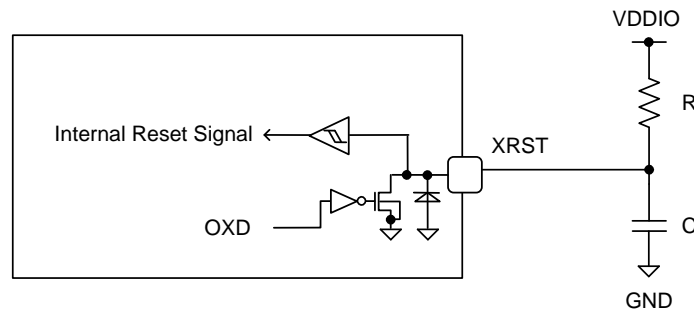 VDDIO
R
Internal Reset Signal
XRST
OXD
C
GND